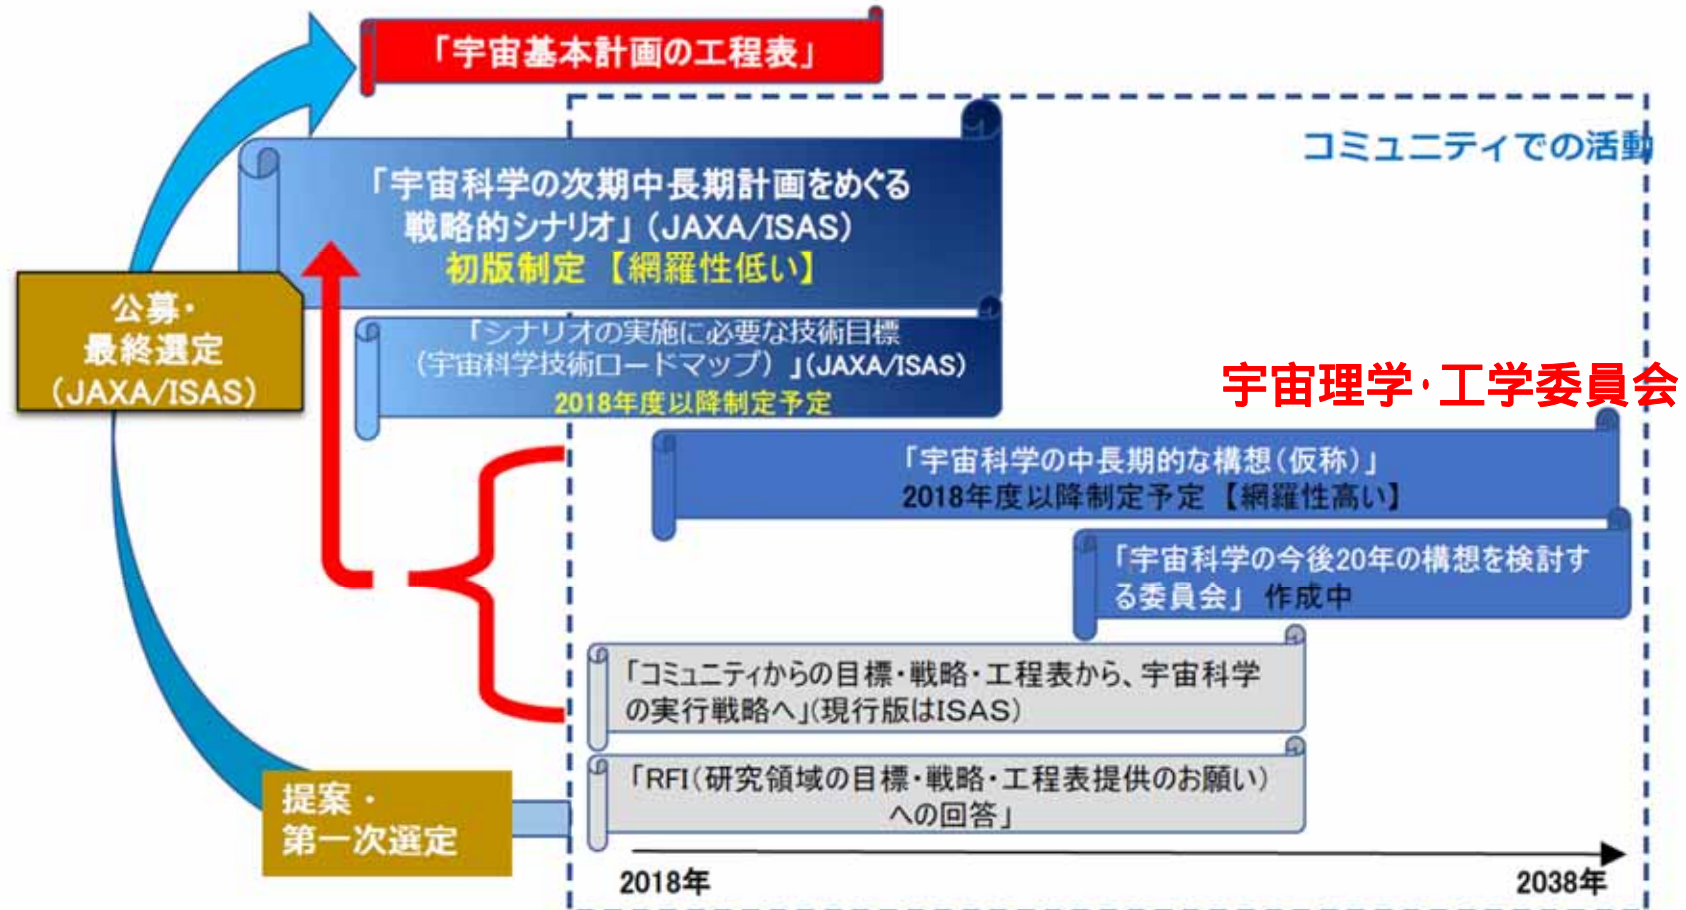 「宇宙基本計画の工程表」
コミュニティでの活動
「宇宙科学の次期中長期計画をめぐる
戦略的シナリオ」（JAXA/ISAS）
初版制定 【網羅性低い】
公募・
最終選定
（JAXA/ISAS）
「シナリオの実施に必要な技術目標
（宇宙科学技術ロードマップ）」（JAXA/ISAS）
2018年度以降制定予定
宇宙理学・工学委員会
「宇宙科学の中長期的な構想（仮称）」
2018年度以降制定予定 【網羅性高い】
「宇宙科学の今後20年の構想を検討す
る委員会」 作成中
「コミュニティからの目標・戦略・工程表から、宇宙科学
の実行戦略へ」（現行版はISAS）
「RFI（研究領域の目標・戦略・工程表提供のお願い）
への回答」
提案・
第一次選定
2018年
2038年